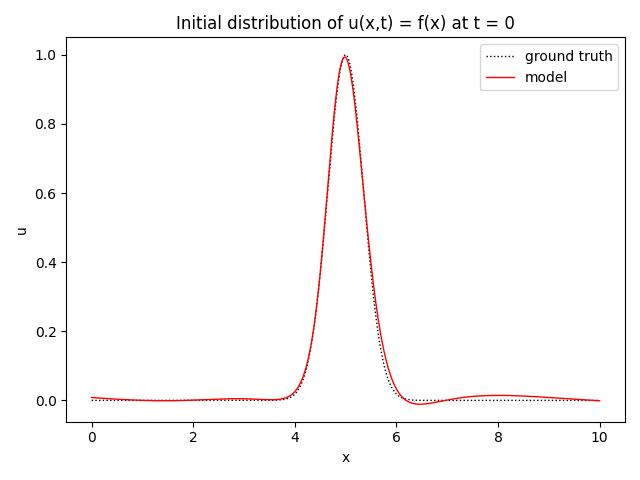 Initial distribution of u(x,t) = f(x) at t = 0
ground truth
model
1.0
0.8
0.6
0.4
0.2
0.0
u
0 2 4 6 8 10
x